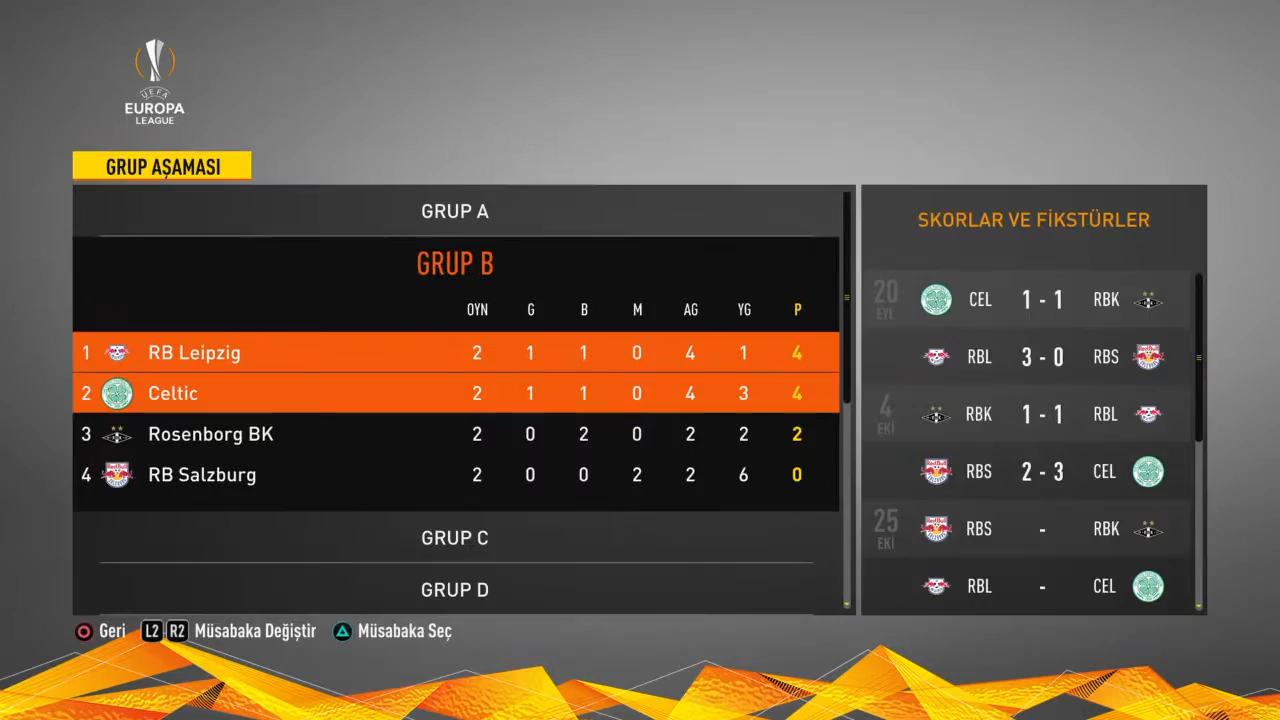 UEFA
EUROPA
LEAGUE
GRUP AŞAMASI
GRUP A
GRUP B
OYN G B M AG YG P
1 RB Leipzig 2 1 1 0 4 1 4
2 Celtic 2 1 1 0 4 3 4
3 Rosenborg BK 2 0 2 0 2 2 2
4 RB Salzburg 2 0 0 2 2 6 0
GRUP C
GRUP D
SKORLAR VE FİKSTÜRLER
20 EYL CEL 1 - 1 RBK
RBL 3 - 0 RBS
4 EKİ RBK 1 - 1 RBL
RBS 2 - 3 CEL
25 EKİ RBS - RBK
RBL - CEL
Geri L2 R2 Müsabaka Değiştir Müsabaka Seç